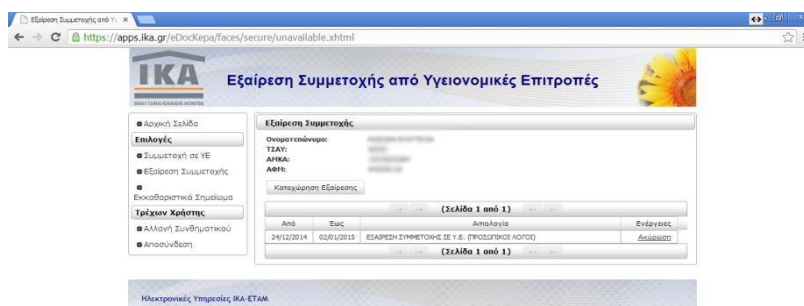 Εξαίρεση Συμμετοχής από Υγ
https://apps.ika.gr/eDocKepa/faces/secure/unavailable.xhtml
ΙΚΑ
Εξαίρεση Συμμετοχής από Υγειονομικές Επιτροπές
Αρχική Σελίδα
Επιλογές
Συμμετοχή σε ΥΕ
Εξαίρεση Συμμετοχής
Εκκαθαριστικό Σημείωμα
Τρέχων Χρήστης
Αλλαγή Συνθηματικού
Αποσύνδεση
Εξαίρεση Συμμετοχής
Ονοματεπώνυμο:
ΤΣΑΥ:
ΑΜΚΑ:
ΑΦΜ:
Καταχώρηση Εξαίρεσης
(Σελίδα 1 από 1)
Από Έως Αιτιολογία Ενέργειες
24/12/2014 02/01/2015 ΕΞΑΙΡΕΣΗ ΣΥΜΜΕΤΟΧΗΣ ΣΕ Υ.Ε. (ΠΡΟΣΩΠΙΚΟΙ ΛΟΓΟΙ) Ακύρωση
(Σελίδα 1 από 1)
Ηλεκτρονικές Υπηρεσίες ΙΚΑ-ΕΤΑΜ